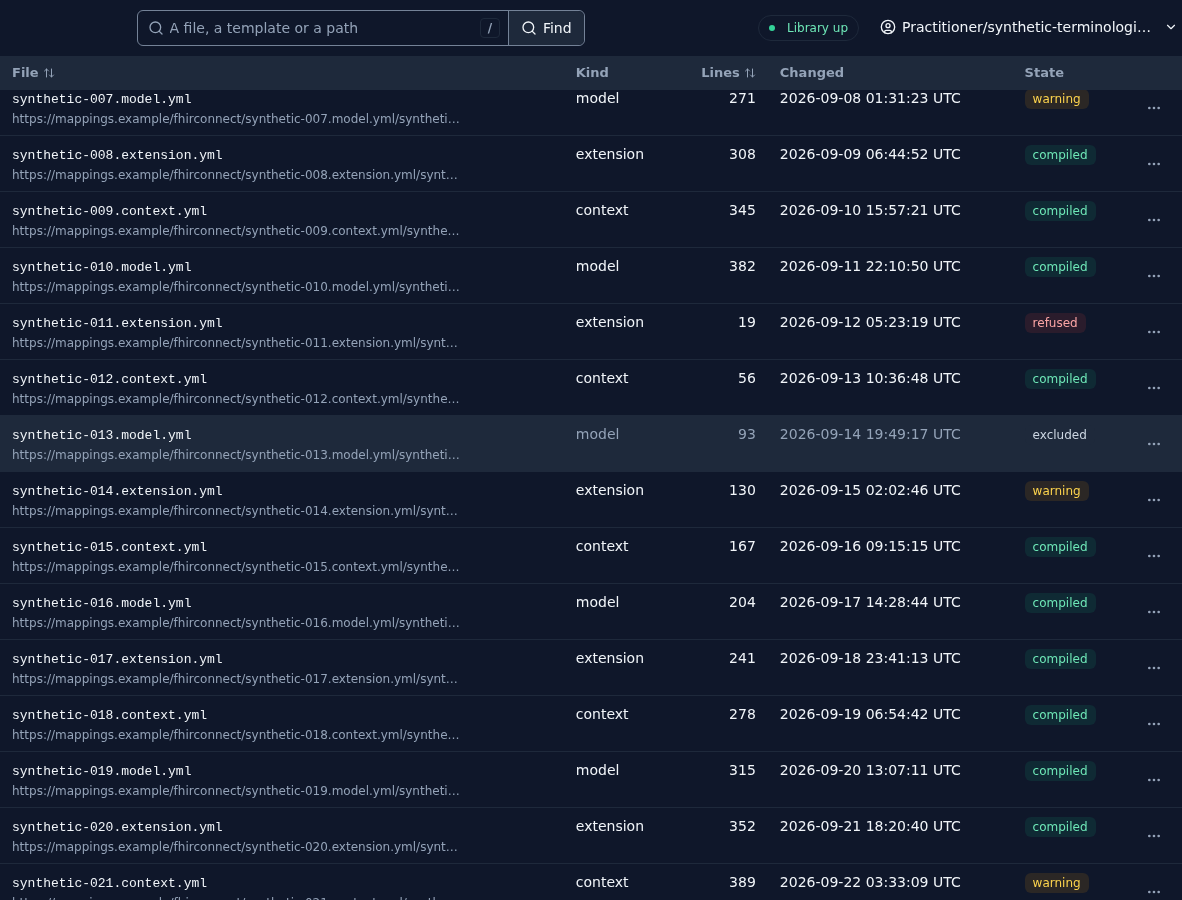 A file, a template or a path / Find Library up Practitioner/synthetic-terminologi…
File Kind Lines Changed State
synthetic-007.model.yml model 271 2026-09-08 01:31:23 UTC warning ...
https://mappings.example/fhirconnect/synthetic-007.model.yml/syntheti…
synthetic-008.extension.yml extension 308 2026-09-09 06:44:52 UTC compiled ...
https://mappings.example/fhirconnect/synthetic-008.extension.yml/synt…
synthetic-009.context.yml context 345 2026-09-10 15:57:21 UTC compiled ...
https://mappings.example/fhirconnect/synthetic-009.context.yml/synthe…
synthetic-010.model.yml model 382 2026-09-11 22:10:50 UTC compiled ...
https://mappings.example/fhirconnect/synthetic-010.model.yml/syntheti…
synthetic-011.extension.yml extension 19 2026-09-12 05:23:19 UTC refused ...
https://mappings.example/fhirconnect/synthetic-011.extension.yml/synt…
synthetic-012.context.yml context 56 2026-09-13 10:36:48 UTC compiled ...
https://mappings.example/fhirconnect/synthetic-012.context.yml/synthe…
synthetic-013.model.yml model 93 2026-09-14 19:49:17 UTC excluded ...
https://mappings.example/fhirconnect/synthetic-013.model.yml/syntheti…
synthetic-014.extension.yml extension 130 2026-09-15 02:02:46 UTC warning ...
https://mappings.example/fhirconnect/synthetic-014.extension.yml/synt…
synthetic-015.context.yml context 167 2026-09-16 09:15:15 UTC compiled ...
https://mappings.example/fhirconnect/synthetic-015.context.yml/synthe…
synthetic-016.model.yml model 204 2026-09-17 14:28:44 UTC compiled ...
https://mappings.example/fhirconnect/synthetic-016.model.yml/syntheti…
synthetic-017.extension.yml extension 241 2026-09-18 23:41:13 UTC compiled ...
https://mappings.example/fhirconnect/synthetic-017.extension.yml/synt…
synthetic-018.context.yml context 278 2026-09-19 06:54:42 UTC compiled ...
https://mappings.example/fhirconnect/synthetic-018.context.yml/synthe…
synthetic-019.model.yml model 315 2026-09-20 13:07:11 UTC compiled ...
https://mappings.example/fhirconnect/synthetic-019.model.yml/syntheti…
synthetic-020.extension.yml extension 352 2026-09-21 18:20:40 UTC compiled ...
https://mappings.example/fhirconnect/synthetic-020.extension.yml/synt…
synthetic-021.context.yml context 389 2026-09-22 03:33:09 UTC warning ...